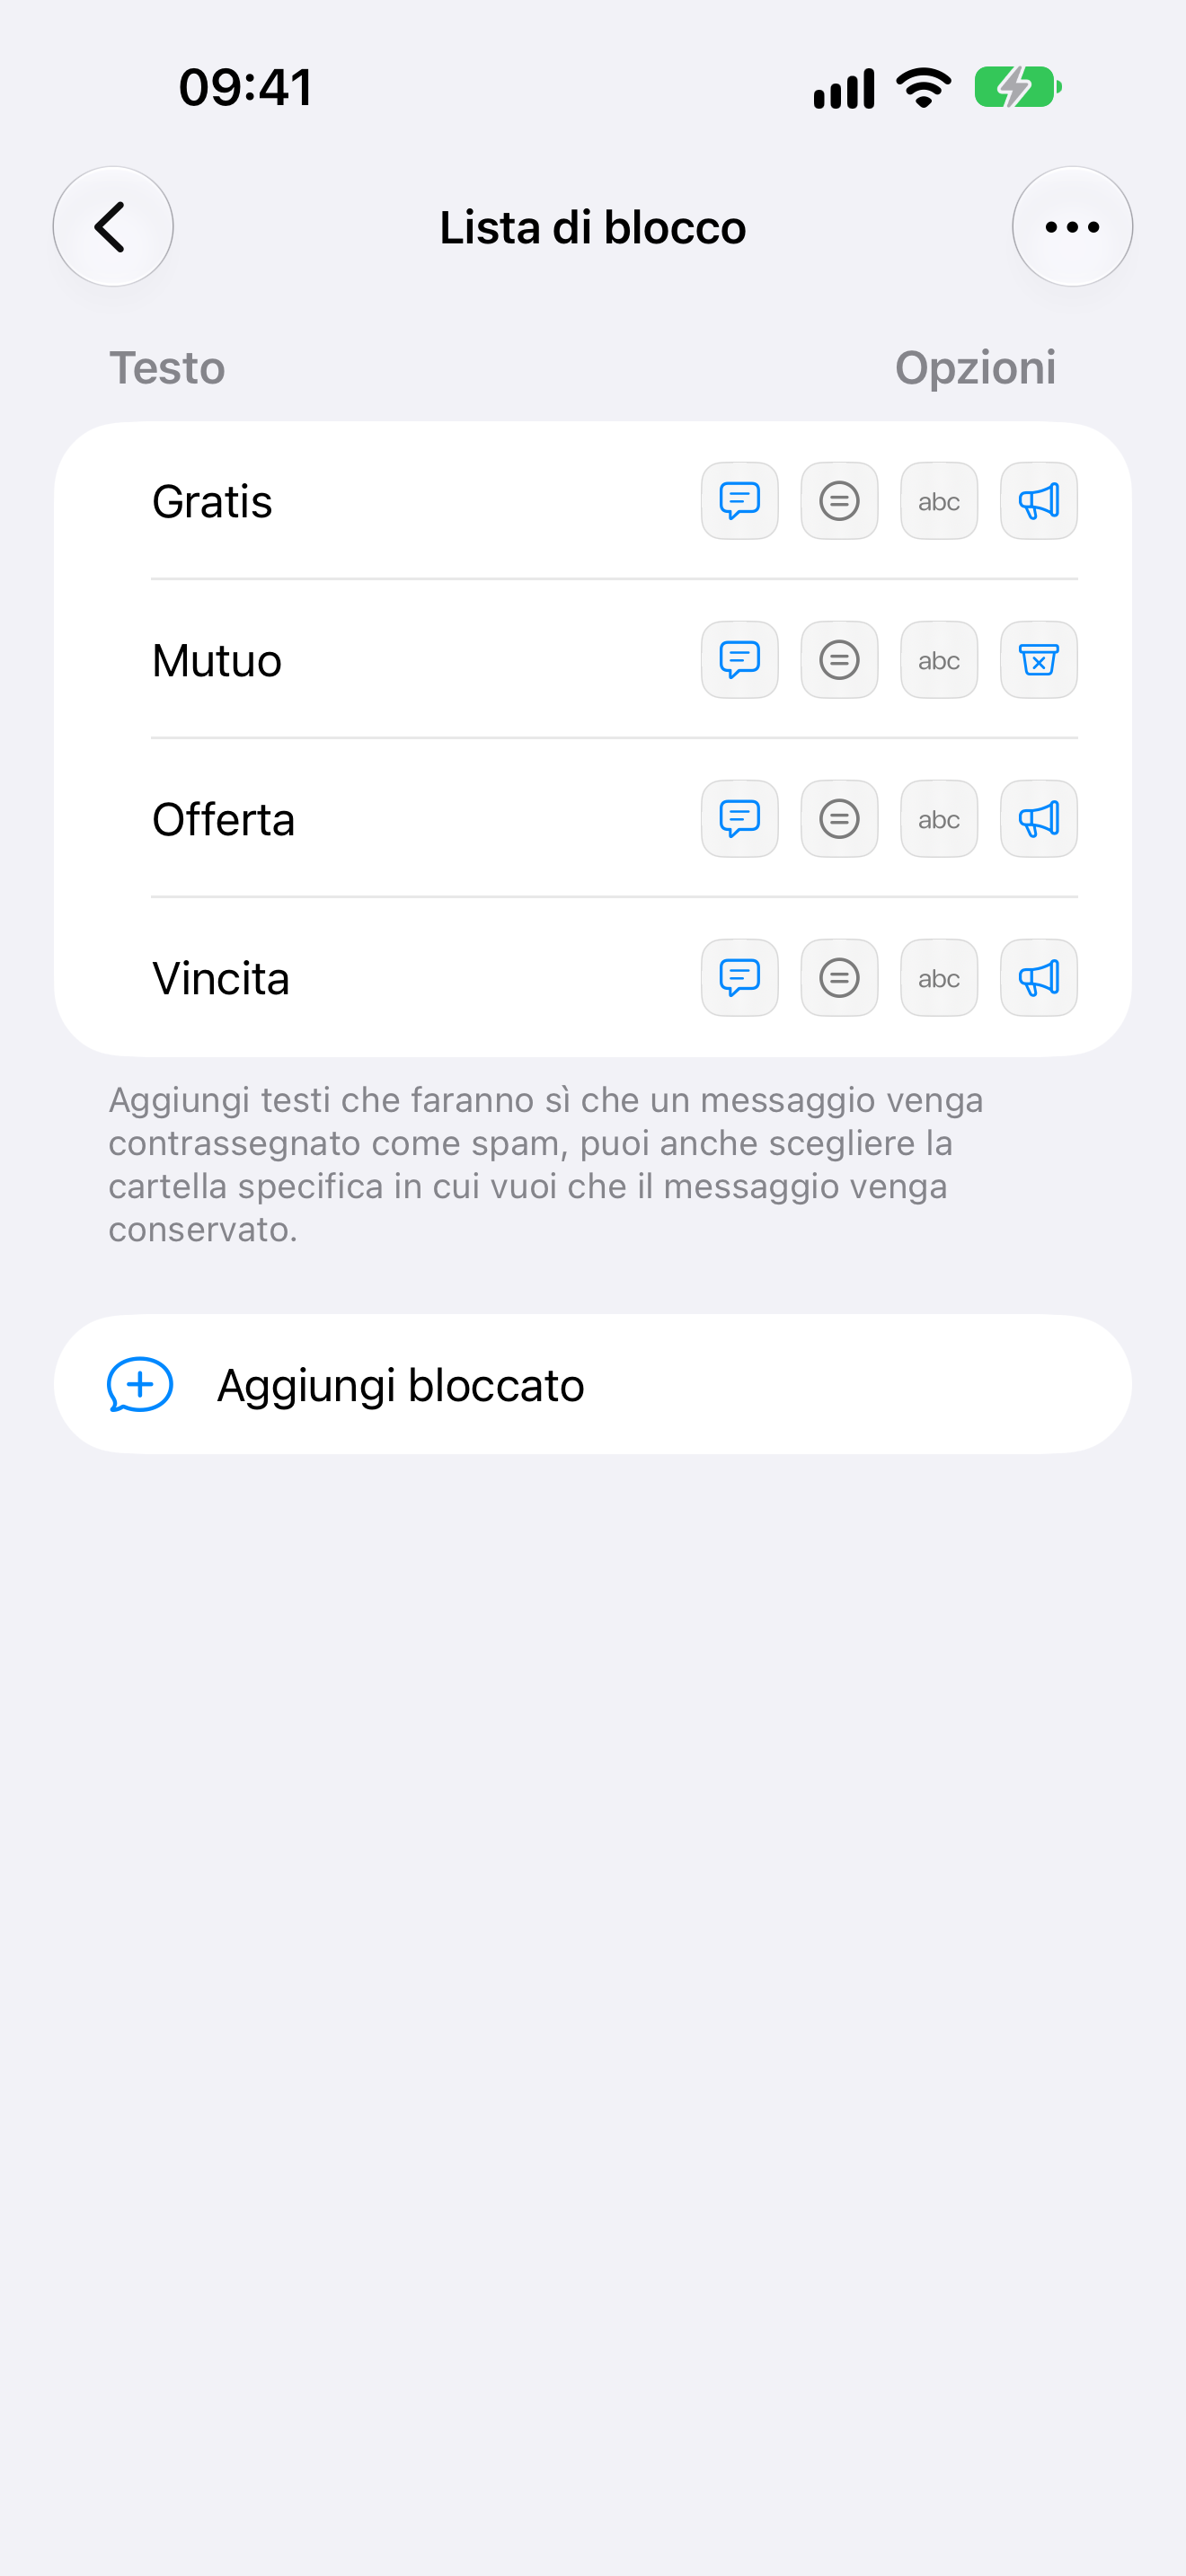 09:41
Lista di blocco
Testo Opzioni
Gratis abc
Mutuo abc
Offerta abc
Vincita abc
Aggiungi testi che faranno sì che un messaggio venga
contrassegnato come spam, puoi anche scegliere la
cartella specifica in cui vuoi che il messaggio venga
conservato.
Aggiungi bloccato